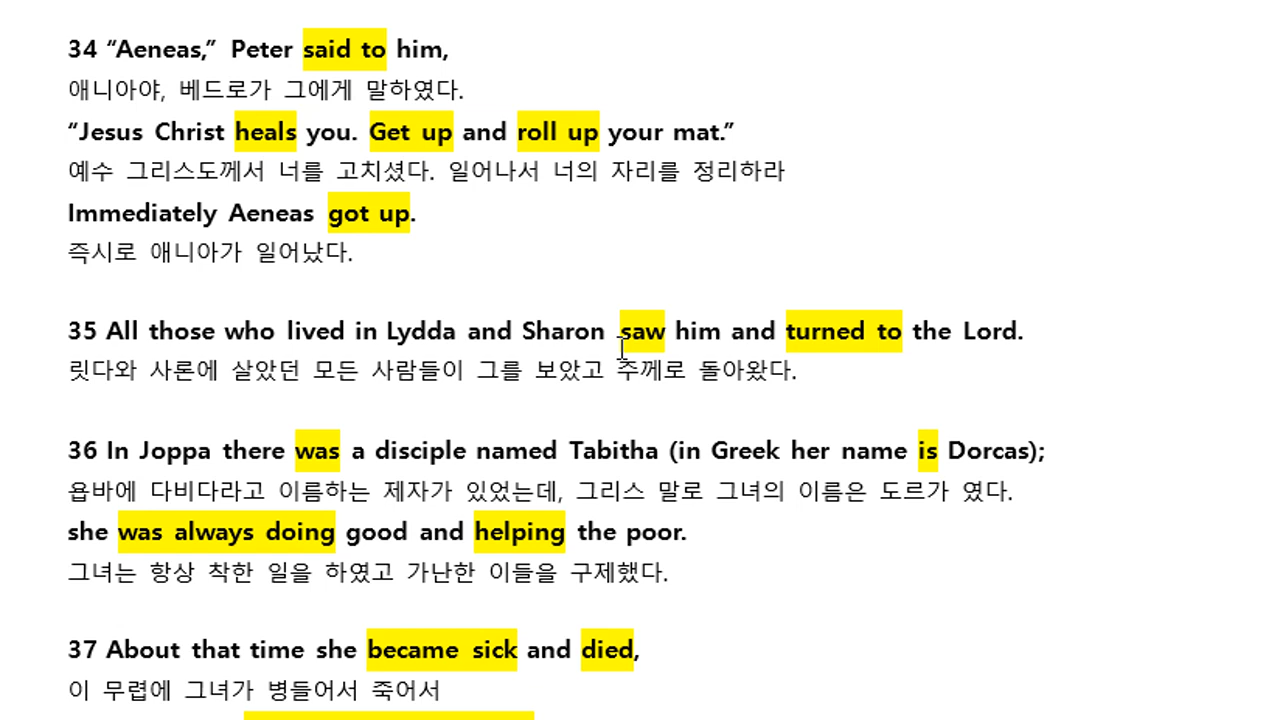 34 “Aeneas,” Peter said to him,
애니아야, 베드로가 그에게 말하였다.
“Jesus Christ heals you. Get up and roll up your mat.”
예수 그리스도께서 너를 고치셨다. 일어나서 너의 자리를 정리하라
Immediately Aeneas got up.
즉시로 애니아가 일어났다.
35 All those who lived in Lydda and Sharon saw him and turned to the Lord.
릿다와 사론에 살았던 모든 사람들이 그를 보았고 주께로 돌아왔다.
36 In Joppa there was a disciple named Tabitha (in Greek her name is Dorcas);
욥바에 다비다라고 이름하는 제자가 있었는데, 그리스 말로 그녀의 이름은 도르가 였다.
she was always doing good and helping the poor.
그녀는 항상 착한 일을 하였고 가난한 이들을 구제했다.
37 About that time she became sick and died,
이 무렵에 그녀가 병들어서 죽어서